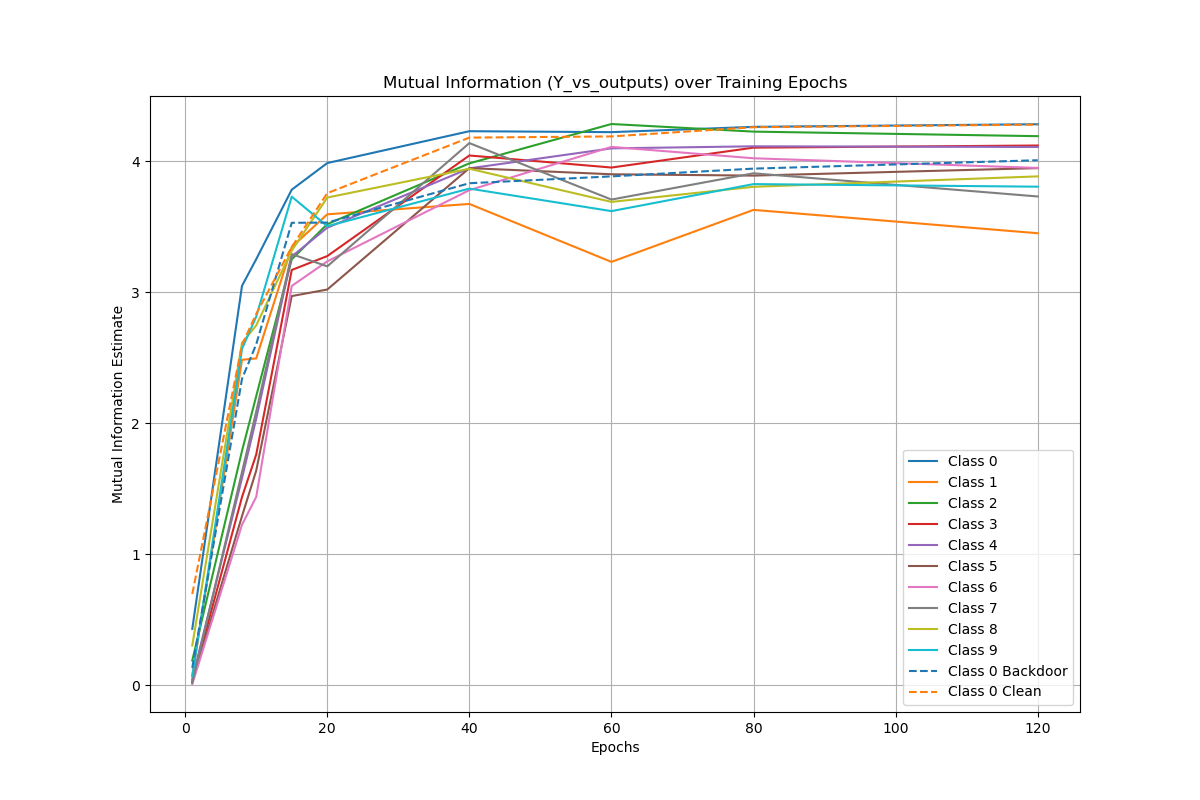 Mutual Information (Y_vs_outputs) over Training Epochs
Mutual Information Estimate
4
3
2
1
0
0 20 40 60 80 100 120
Epochs
Class 0
Class 1
Class 2
Class 3
Class 4
Class 5
Class 6
Class 7
Class 8
Class 9
Class 0 Backdoor
Class 0 Clean